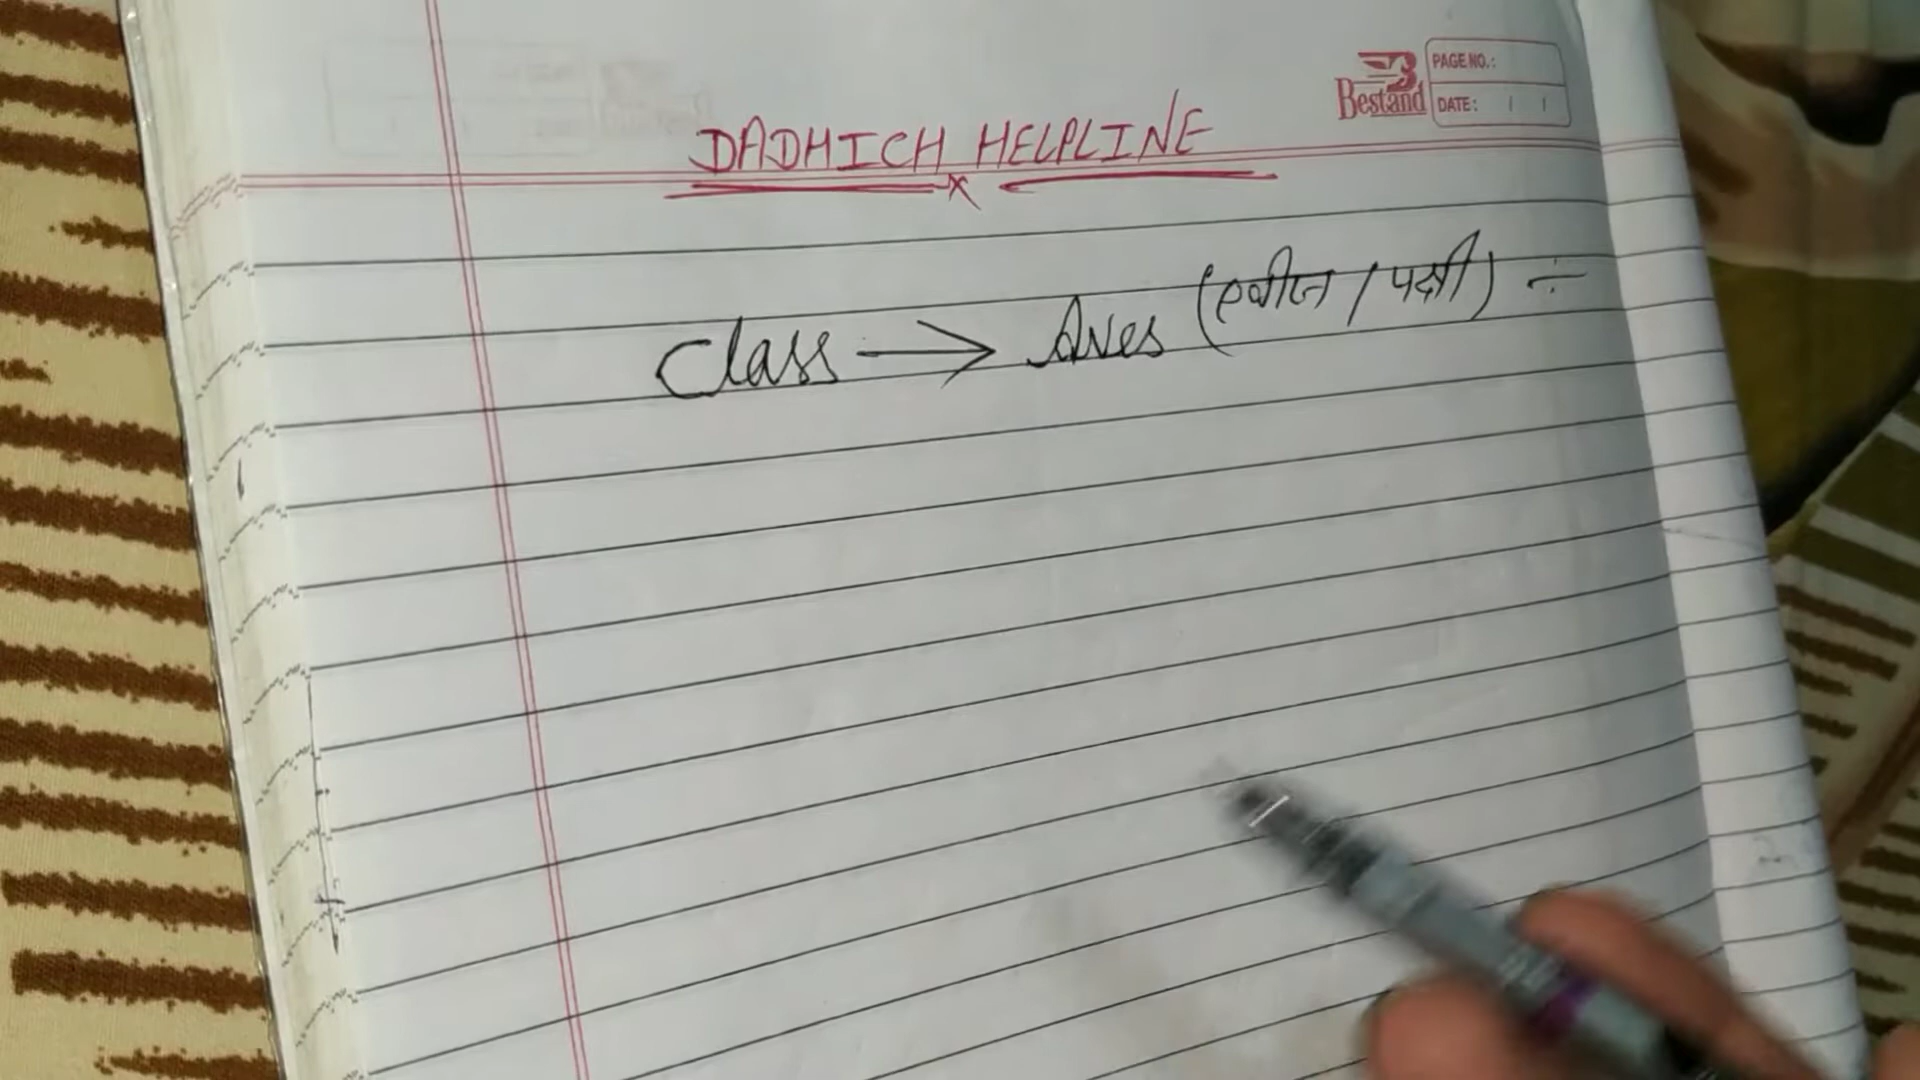 Bestand
PAGE NO.:
DATE: / /
DADHICH HELPLINE
x
Class → Aves (एवीज / पक्षी) ÷